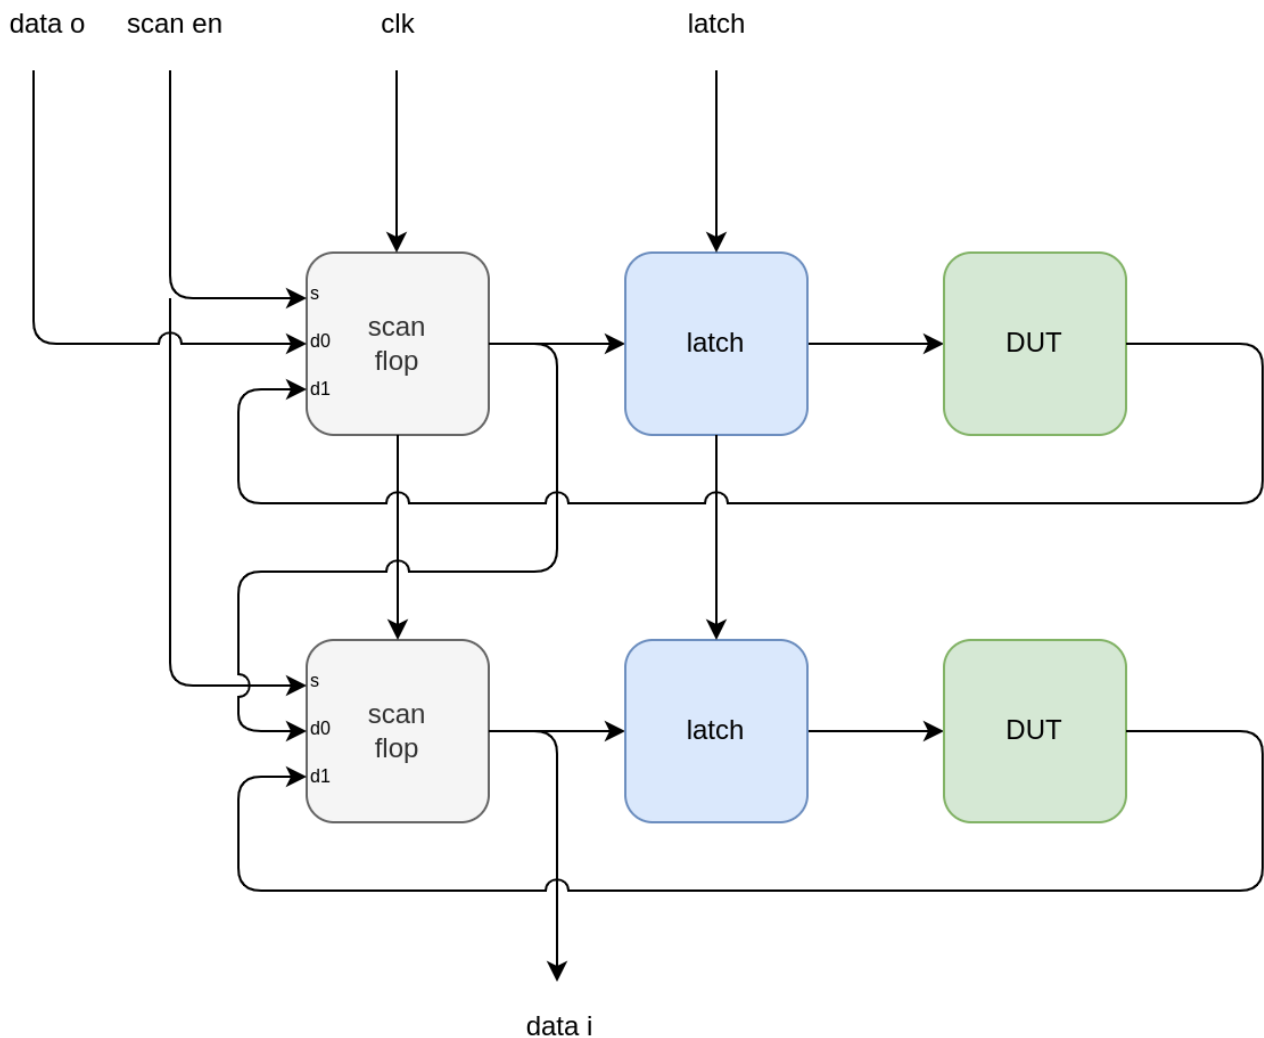 data o
scan en
clk
latch
s
d0
d1
scan
flop
latch
DUT
s
d0
d1
scan
flop
latch
DUT
data i